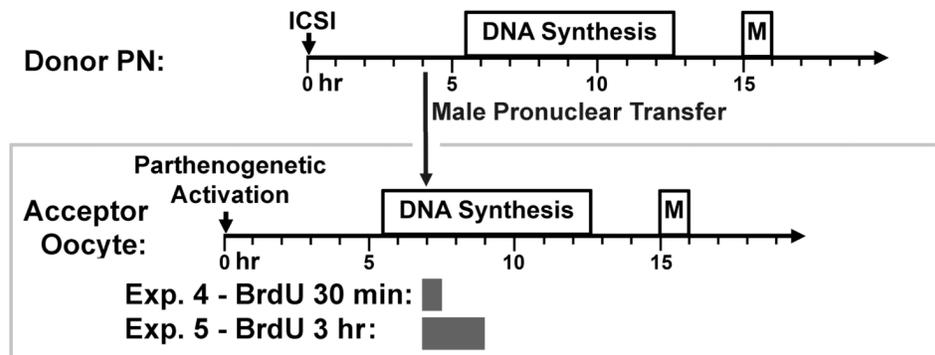 ICSI
DNA Synthesis
M
Donor PN:
0 hr
5
10
15
Male Pronuclear Transfer
Parthenogenetic
Activation
DNA Synthesis
M
Acceptor
Oocyte:
0 hr
5
10
15
Exp. 4 - BrdU 30 min:
Exp. 5 - BrdU 3 hr: